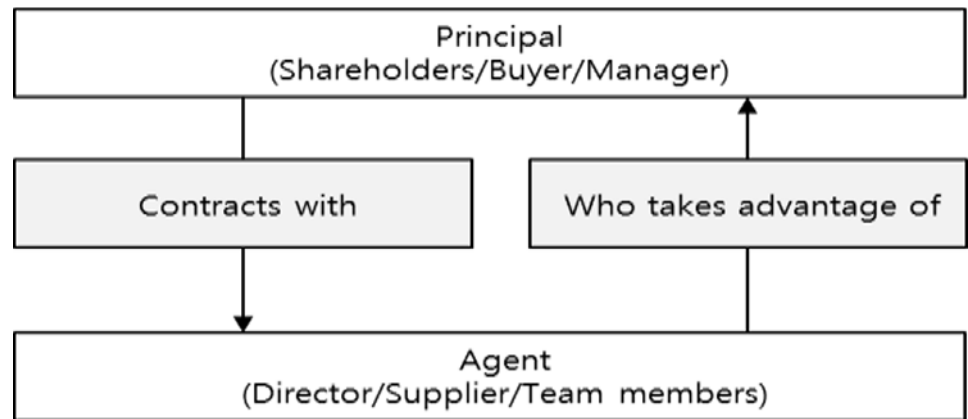 Principal
(Shareholders/Buyer/Manager)
Contracts with
Who takes advantage of
Agent
(Director/Supplier/Team members)